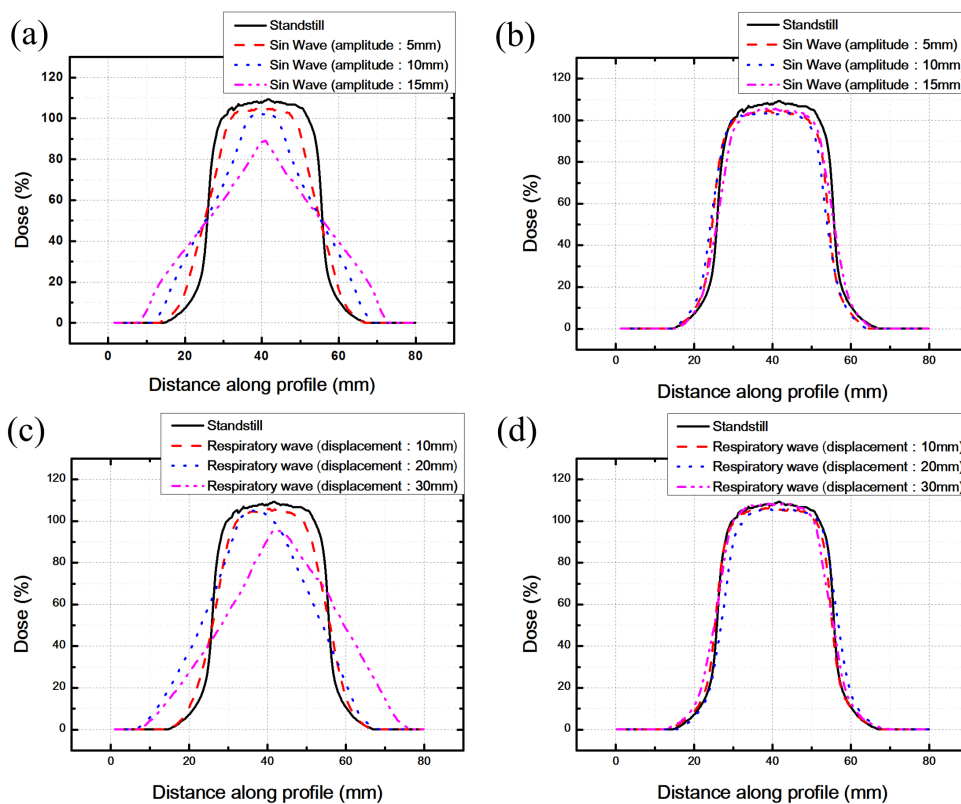 (a)
Standstill
Sin Wave (amplitude : 5mm)
Sin Wave (amplitude : 10mm)
Sin Wave (amplitude : 15mm)
120
100
80
60
40
20
0
Dose (%)
0 20 40 60 80
Distance along profile (mm)
(b)
Standstill
Sin Wave (amplitude : 5mm)
Sin Wave (amplitude : 10mm)
Sin Wave (amplitude : 15mm)
120
100
80
60
40
20
0
Dose (%)
0 20 40 60 80
Distance along profile (mm)
(c)
Standstill
Respiratory wave (displacement : 10mm)
Respiratory wave (displacement : 20mm)
Respiratory wave (displacement : 30mm)
120
100
80
60
40
20
0
Dose (%)
0 20 40 60 80
Distance along profile (mm)
(d)
Standstill
Respiratory wave (displacement : 10mm)
Respiratory wave (displacement : 20mm)
Respiratory wave (displacement : 30mm)
120
100
80
60
40
20
0
Dose (%)
0 20 40 60 80
Distance along profile (mm)